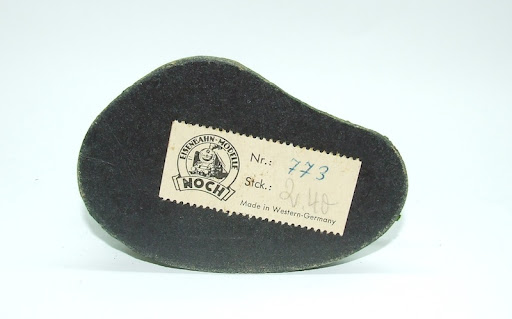 EISENBAHN-MODELLE
NOCH
Nr.: 773
Stck.: 2.40
Made in Western-Germany